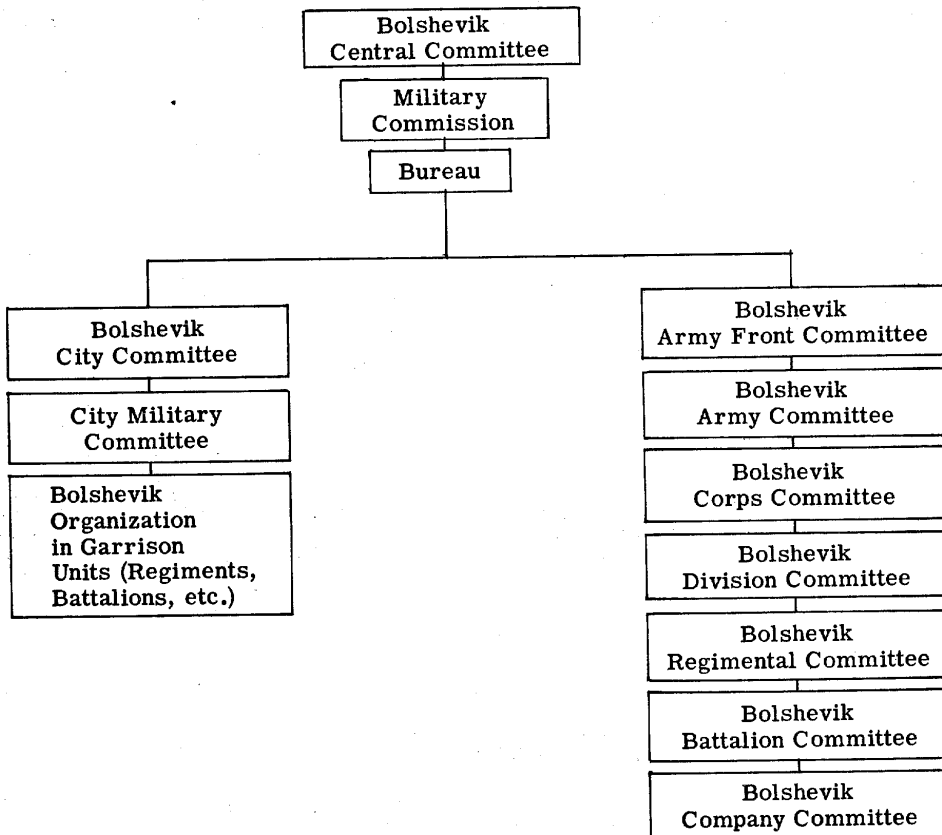 Bolshevik
Central Committee
Military
Commission
Bureau
Bolshevik
City Committee
City Military
Committee
Bolshevik
Organization
in Garrison
Units (Regiments,
Battalions, etc.)
Bolshevik
Army Front Committee
Bolshevik
Army Committee
Bolshevik
Corps Committee
Bolshevik
Division Committee
Bolshevik
Regimental Committee
Bolshevik
Battalion Committee
Bolshevik
Company Committee